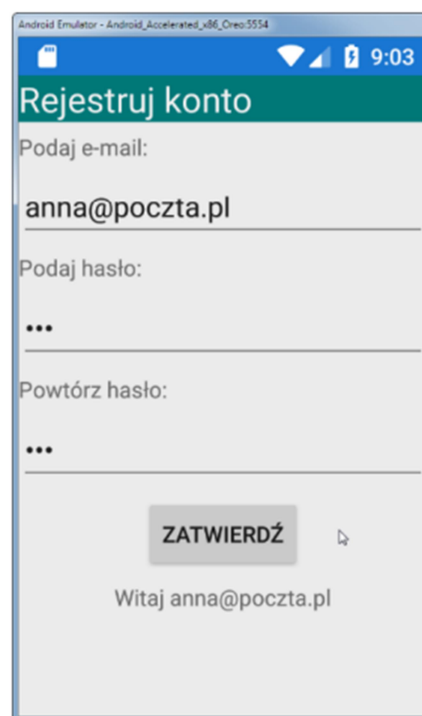 Android Emulator - Android_Accelerated_x86_Oreo:5554
9:03
Rejestruj konto
Podaj e-mail:
anna@poczta.pl
Podaj hasło:
•••
Powtórz hasło:
•••
ZATWIERDŹ
Witaj anna@poczta.pl